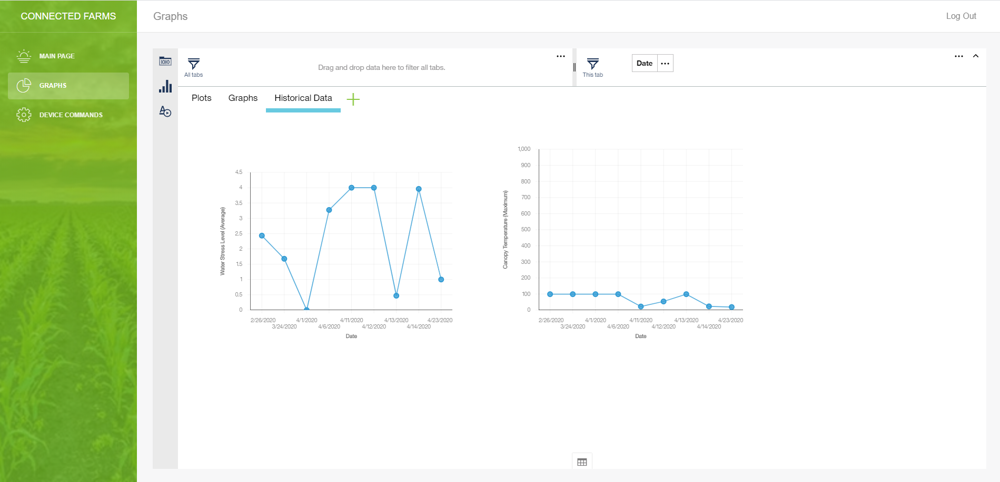 CONNECTED FARMS
Graphs
Log Out
MAIN PAGE
GRAPHS
DEVICE COMMANDS
All tabs
Drag and drop data here to filter all tabs.
This tab
Date
Plots
Graphs
Historical Data
Water Stress Level (Average)
4.5
4
3.5
3
2.5
2
1.5
1
0.5
0
2/26/2020
3/24/2020
4/1/2020
4/6/2020
4/11/2020
4/12/2020
4/13/2020
4/14/2020
4/23/2020
Date
Canopy Temperature (Maximum)
1,000
900
800
700
600
500
400
300
200
100
0
2/26/2020
3/24/2020
4/1/2020
4/6/2020
4/11/2020
4/12/2020
4/13/2020
4/14/2020
4/23/2020
Date